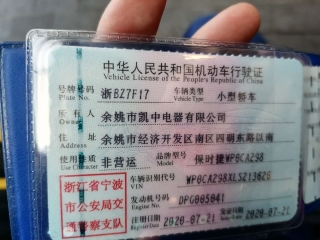 中华人民共和国机动车行驶证
Vehicle License of the People's Republic of China
号牌号码 Plate No. 浙BZ7F17 车辆类型 Vehicle Type 小型轿车
所有人 Owner 余姚市凯中电器有限公司
住址 Address 余姚市经济开发区南区四明东路以南
使用性质 Use Character 非营运 品牌型号 Model 保时捷WP0CA298
浙江省宁波
市公安局交
通警察支队
车辆识别代号 VIN
发动机号码 Engine No. DPG005041
注册日期 Register Date 2020-07-21 发证日期 Issue Date 2020-07-21